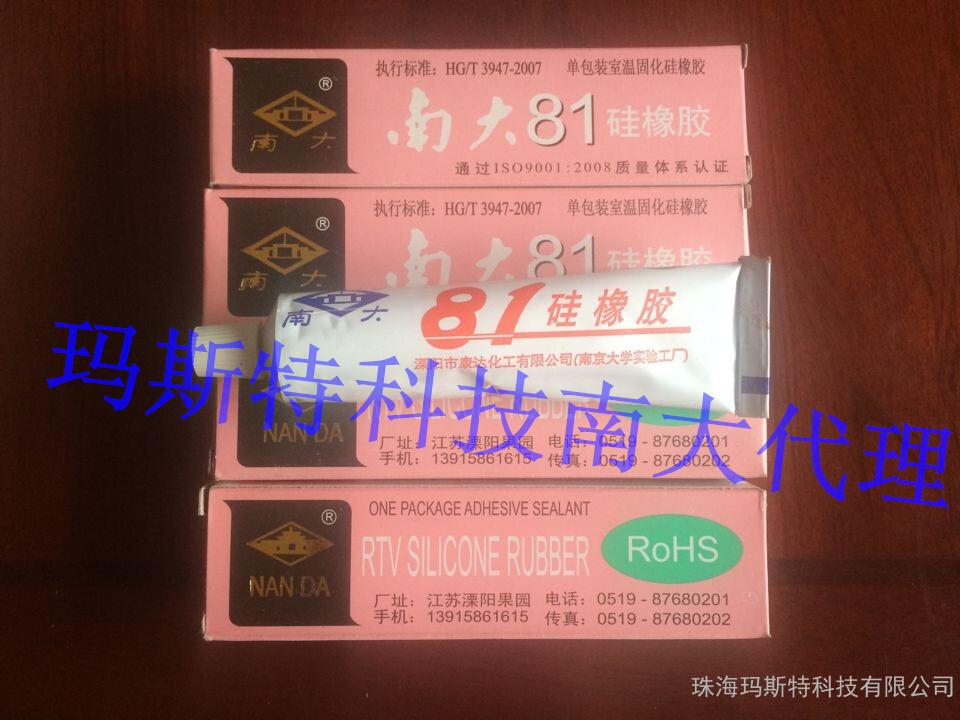 执行标准：HG/T 3947-2007 单包装室温固化硅橡胶
®
南大
南大81硅橡胶
通过ISO9001:2008质量体系认证
执行标准：HG/T 3947-2007 单包装室温固化硅橡胶
®
南大
南大81硅橡胶
南大
81硅橡胶
溧阳市康达化工有限公司(南京大学实验工厂)
玛斯特科技南大代理
SILICONE RUBBER
NAN DA
厂址：江苏溧阳果园 电话：0519 - 87680201
手机：13915861615 传真：0519 - 87680202
ONE PACKAGE ADHESIVE SEALANT
®
RTV SILICONE RUBBER
RoHS
NAN DA
厂址：江苏溧阳果园 电话：0519 - 87680201
手机：13915861615 传真：0519 - 87680202
珠海玛斯特科技有限公司